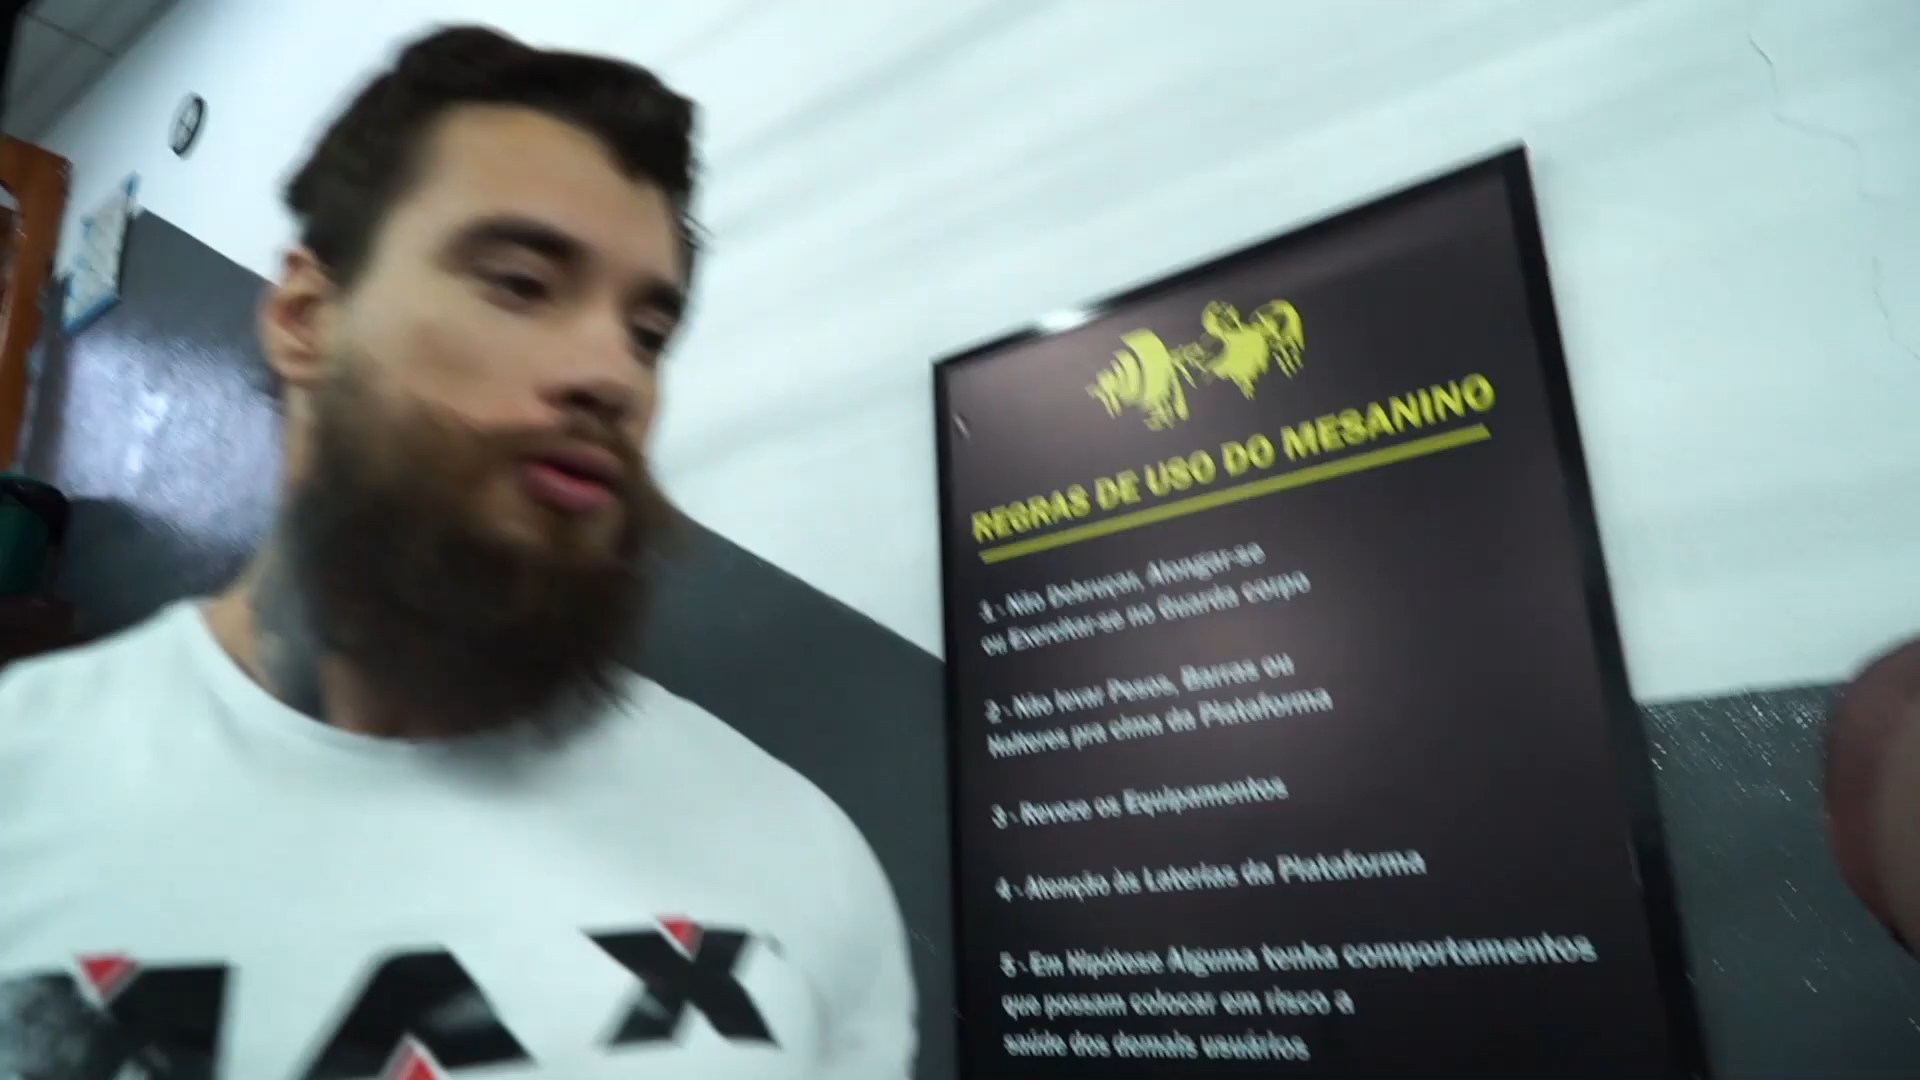 REGRAS DE USO DO MESANINO
1 - Não Debruçar, Alongar-se
ou Exercitar-se no Guarda corpo
2 - Não levar Pesos, Barras ou
Halteres pra cima da Plataforma
3 - Reveze os Equipamentos
4 - Atenção às Laterias da Plataforma
5 - Em Hipótese Alguma tenha comportamentos
que possam colocar em risco a
saúde dos demais usuários
MAX